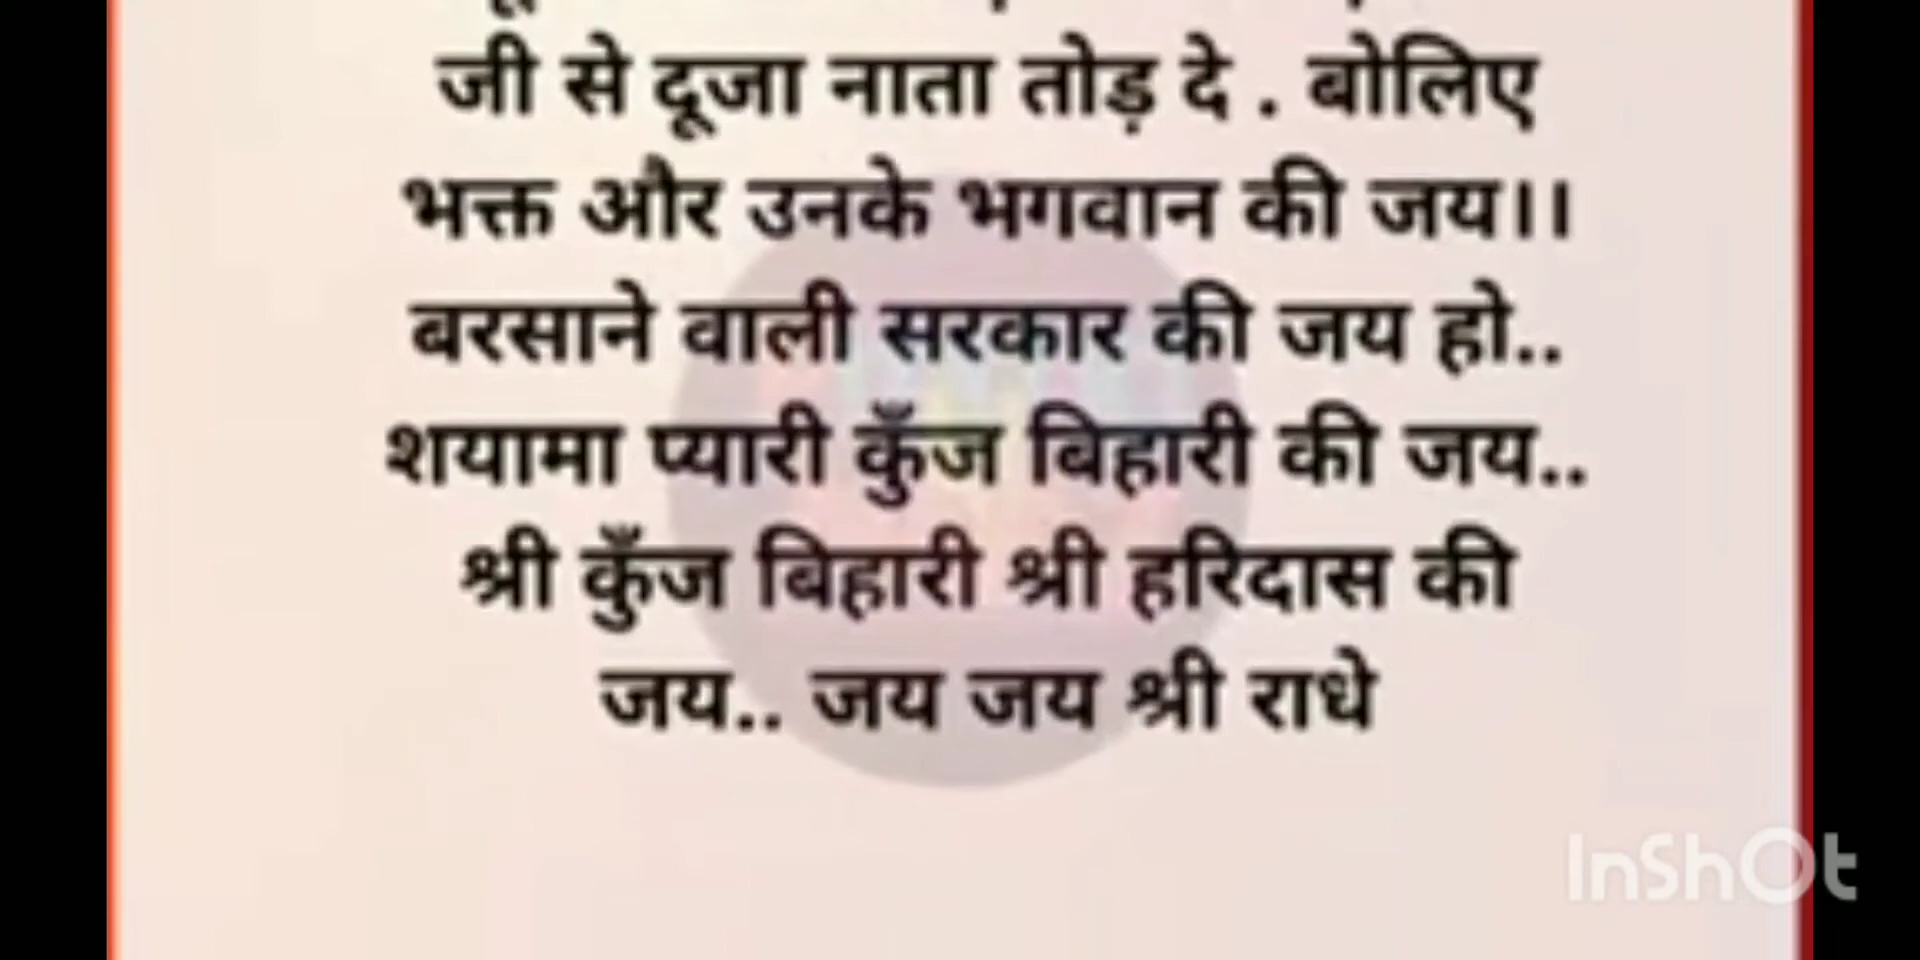 जी से दूजा नाता तोड़ दे . बोलिए
भक्त और उनके भगवान की जय।।
बरसाने वाली सरकार की जय हो..
शयामा प्यारी कुँज बिहारी की जय..
श्री कुँज बिहारी श्री हरिदास की
जय.. जय जय श्री राधे
InShOt